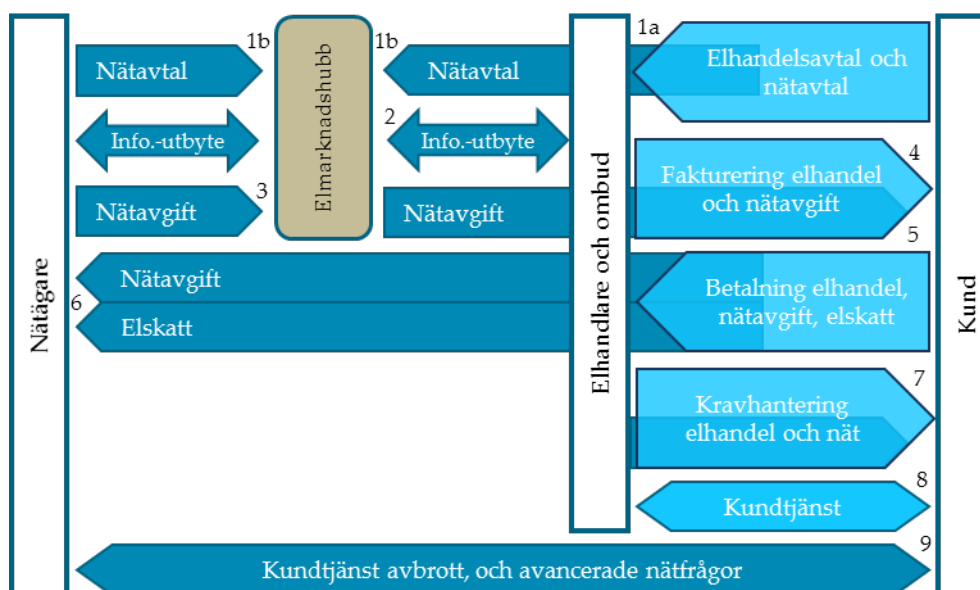 1b
1b
1a
Nätavtal
Nätavtal
Elhandelsavtal och
nätavtal
Elmarknadshubb
2
Info.-utbyte
Info.-utbyte
4
Fakturering elhandel
och nätavgift
3
Nätavgift
Nätavgift
5
Nätägare
Elhandlare och ombud
Kund
Nätavgift
Betalning elhandel,
nätavgift, elskatt
6
Elskatt
7
Kravhantering
elhandel och nät
8
Kundtjänst
9
Kundtjänst avbrott, och avancerade nätfrågor